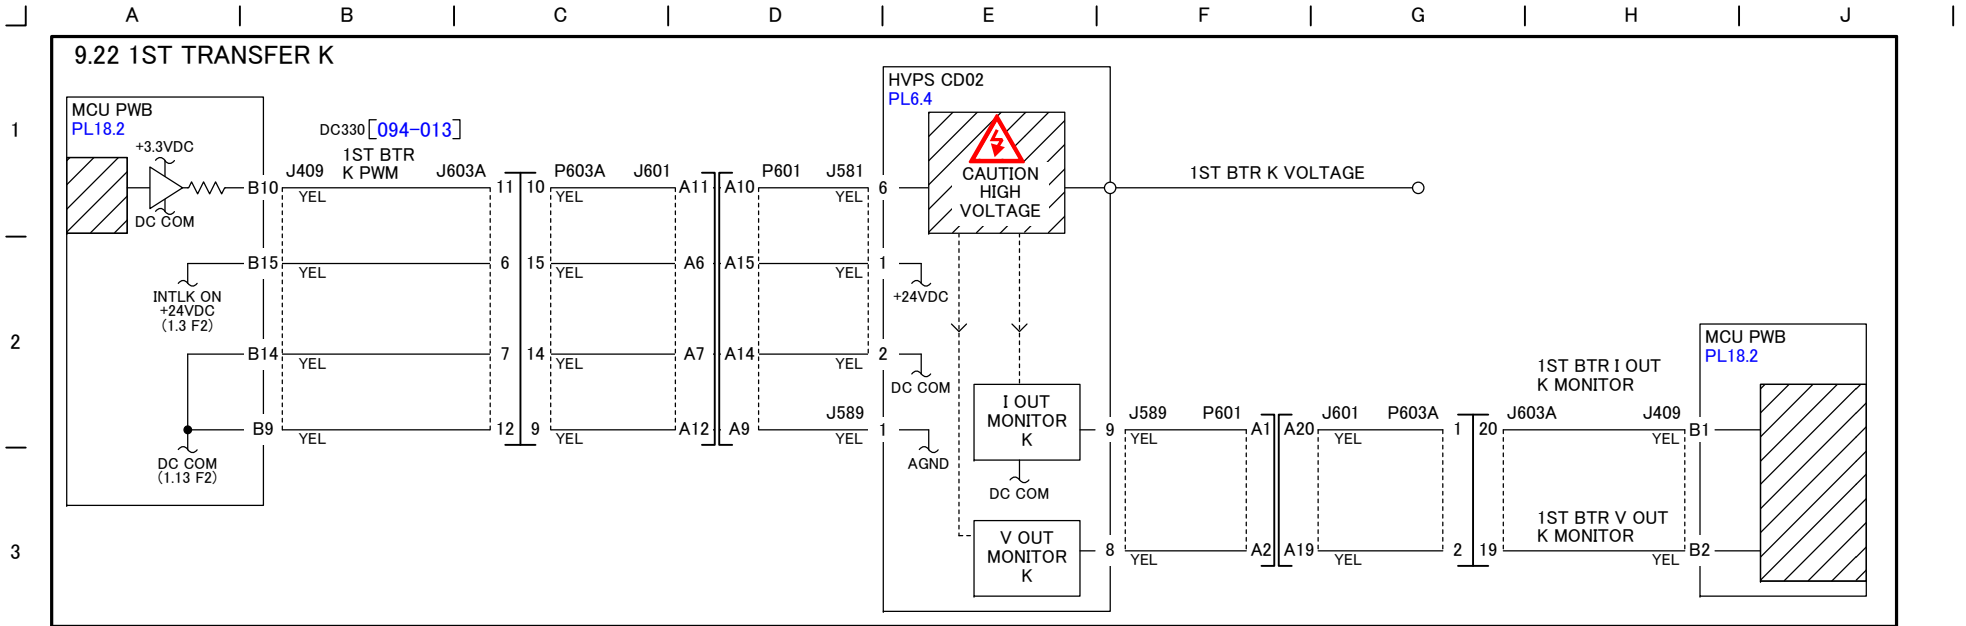 A B C D E F G H J
9.22 1ST TRANSFER K
1
2
3
MCU PWB
PL18.2
+3.3VDC
DC COM
DC330 [094-013]
1ST BTR
K PWM
J409 J603A P603A J601 P601 J581
B10 YEL 11 10 YEL A11 A10 YEL 6
B15 YEL 6 15 YEL A6 A15 YEL 1
INTLK ON
+24VDC
(1.3 F2)
B14 YEL 7 14 YEL A7 A14 YEL 2
J589
B9 YEL 12 9 YEL A12 A9 YEL 1
DC COM
(1.13 F2)
HVPS CD02
PL6.4
CAUTION
HIGH
VOLTAGE
1ST BTR K VOLTAGE
+24VDC
DC COM
AGND
I OUT
MONITOR
K
DC COM
V OUT
MONITOR
K
1ST BTR I OUT
K MONITOR
J589 P601 J601 P603A J603A J409
9 YEL A1 A20 YEL 1 20 YEL B1
1ST BTR V OUT
K MONITOR
8 YEL A2 A19 YEL 2 19 YEL B2
MCU PWB
PL18.2